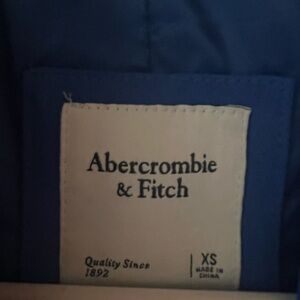 Abercrombie
& Fitch
Quality Since
1892
XS
MADE IN
CHINA